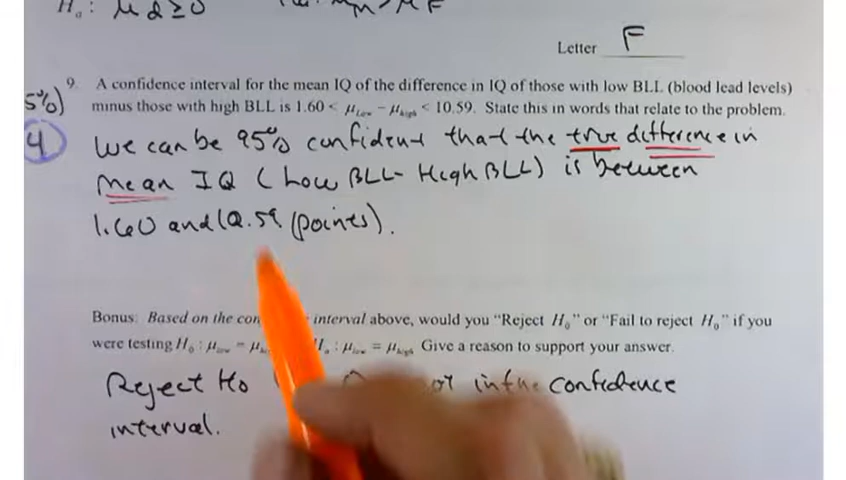 Ha: μd ≥ 0
Letter F
9. A confidence interval for the mean IQ of the difference in IQ of those with low BLL (blood lead levels)
5%) minus those with high BLL is 1.60 < μlow − μhigh < 10.59. State this in words that relate to the problem.
4 We can be 95% confident that the true difference in
mean IQ (Low BLL- High BLL) is between
1.60 and 10.59 (points).
Bonus: Based on the interval above, would you "Reject H0" or "Fail to reject H0" if you
were testing H0 : μlow = : μlow = μhigh Give a reason to support your answer.
Reject Ho in the confidence
interval.